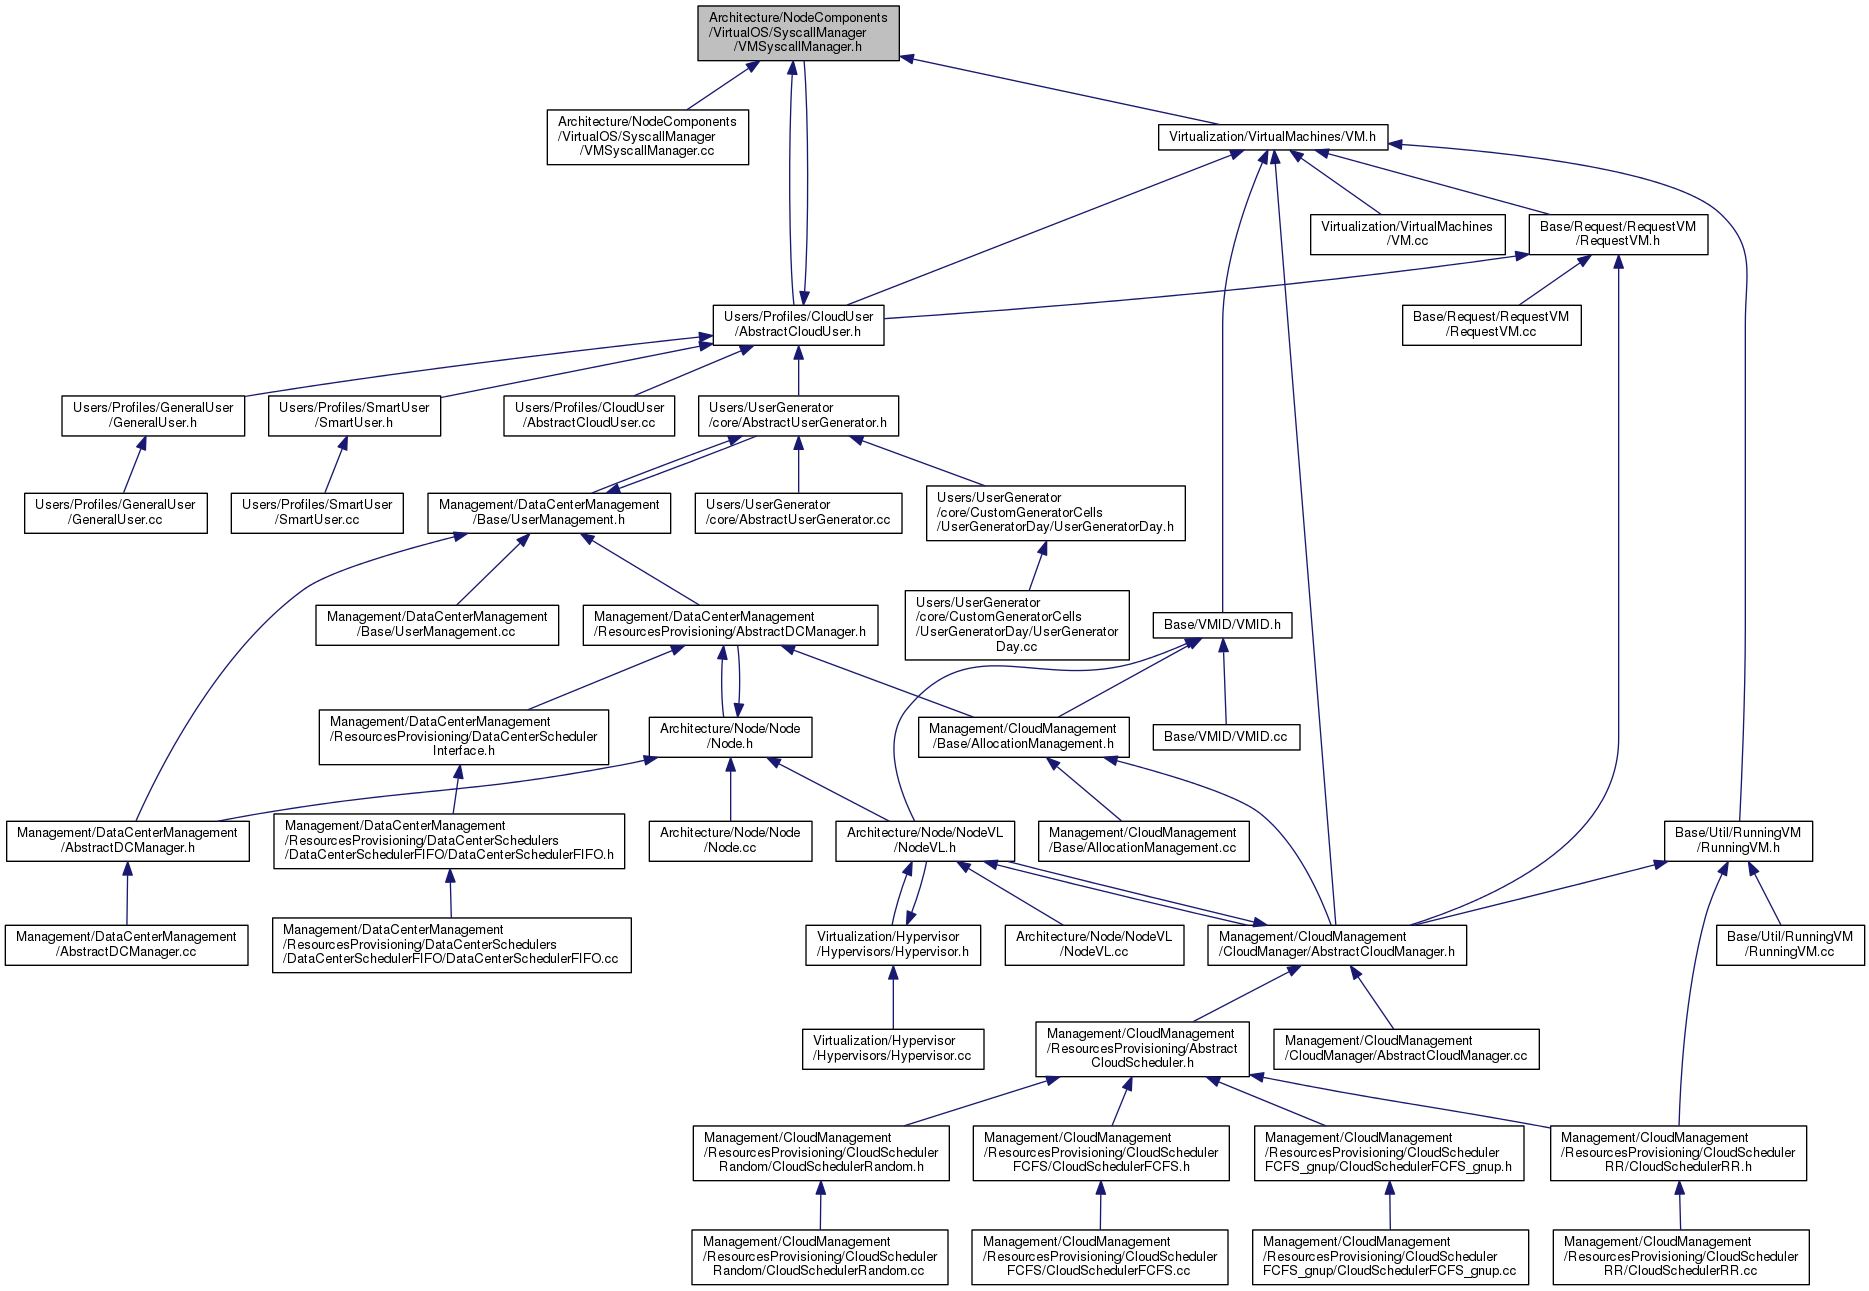 Architecture/NodeComponents
/VirtualOS/SyscallManager
/VMSyscallManager.h
Architecture/NodeComponents
/VirtualOS/SyscallManager
/VMSyscallManager.cc
Virtualization/VirtualMachines/VM.h
Virtualization/VirtualMachines
/VM.cc
Base/Request/RequestVM
/RequestVM.h
Users/Profiles/CloudUser
/AbstractCloudUser.h
Base/Request/RequestVM
/RequestVM.cc
Users/Profiles/GeneralUser
/GeneralUser.h
Users/Profiles/SmartUser
/SmartUser.h
Users/Profiles/CloudUser
/AbstractCloudUser.cc
Users/UserGenerator
/core/AbstractUserGenerator.h
Users/Profiles/GeneralUser
/GeneralUser.cc
Users/Profiles/SmartUser
/SmartUser.cc
Management/DataCenterManagement
/Base/UserManagement.h
Users/UserGenerator
/core/AbstractUserGenerator.cc
Users/UserGenerator
/core/CustomGeneratorCells
/UserGeneratorDay/UserGeneratorDay.h
Management/DataCenterManagement
/Base/UserManagement.cc
Management/DataCenterManagement
/ResourcesProvisioning/AbstractDCManager.h
Users/UserGenerator
/core/CustomGeneratorCells
/UserGeneratorDay/UserGenerator
Day.cc
Base/VMID/VMID.h
Management/DataCenterManagement
/ResourcesProvisioning/DataCenterScheduler
Interface.h
Architecture/Node/Node
/Node.h
Management/CloudManagement
/Base/AllocationManagement.h
Base/VMID/VMID.cc
Management/DataCenterManagement
/AbstractDCManager.h
Management/DataCenterManagement
/ResourcesProvisioning/DataCenterSchedulers
/DataCenterSchedulerFIFO/DataCenterSchedulerFIFO.h
Architecture/Node/Node
/Node.cc
Architecture/Node/NodeVL
/NodeVL.h
Management/CloudManagement
/Base/AllocationManagement.cc
Base/Util/RunningVM
/RunningVM.h
Management/DataCenterManagement
/AbstractDCManager.cc
Management/DataCenterManagement
/ResourcesProvisioning/DataCenterSchedulers
/DataCenterSchedulerFIFO/DataCenterSchedulerFIFO.cc
Virtualization/Hypervisor
/Hypervisors/Hypervisor.h
Architecture/Node/NodeVL
/NodeVL.cc
Management/CloudManagement
/CloudManager/AbstractCloudManager.h
Base/Util/RunningVM
/RunningVM.cc
Virtualization/Hypervisor
/Hypervisors/Hypervisor.cc
Management/CloudManagement
/ResourcesProvisioning/Abstract
CloudScheduler.h
Management/CloudManagement
/CloudManager/AbstractCloudManager.cc
Management/CloudManagement
/ResourcesProvisioning/CloudScheduler
Random/CloudSchedulerRandom.h
Management/CloudManagement
/ResourcesProvisioning/CloudScheduler
FCFS/CloudSchedulerFCFS.h
Management/CloudManagement
/ResourcesProvisioning/CloudScheduler
FCFS_gnup/CloudSchedulerFCFS_gnup.h
Management/CloudManagement
/ResourcesProvisioning/CloudScheduler
RR/CloudSchedulerRR.h
Management/CloudManagement
/ResourcesProvisioning/CloudScheduler
Random/CloudSchedulerRandom.cc
Management/CloudManagement
/ResourcesProvisioning/CloudScheduler
FCFS/CloudSchedulerFCFS.cc
Management/CloudManagement
/ResourcesProvisioning/CloudScheduler
FCFS_gnup/CloudSchedulerFCFS_gnup.cc
Management/CloudManagement
/ResourcesProvisioning/CloudScheduler
RR/CloudSchedulerRR.cc